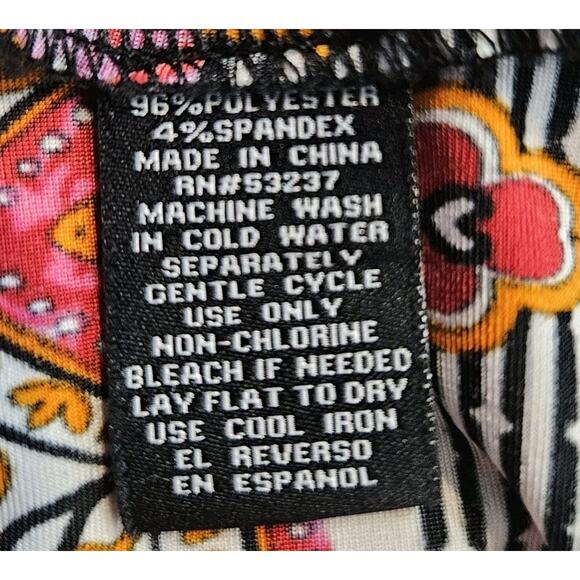 96%POLYESTER
4%SPANDEX
MADE IN CHINA
RN#53237
MACHINE WASH
IN COLD WATER
SEPARATELY
GENTLE CYCLE
USE ONLY
NON-CHLORINE
BLEACH IF NEEDED
LAY FLAT TO DRY
USE COOL IRON
EL REVERSO
EN ESPANOL